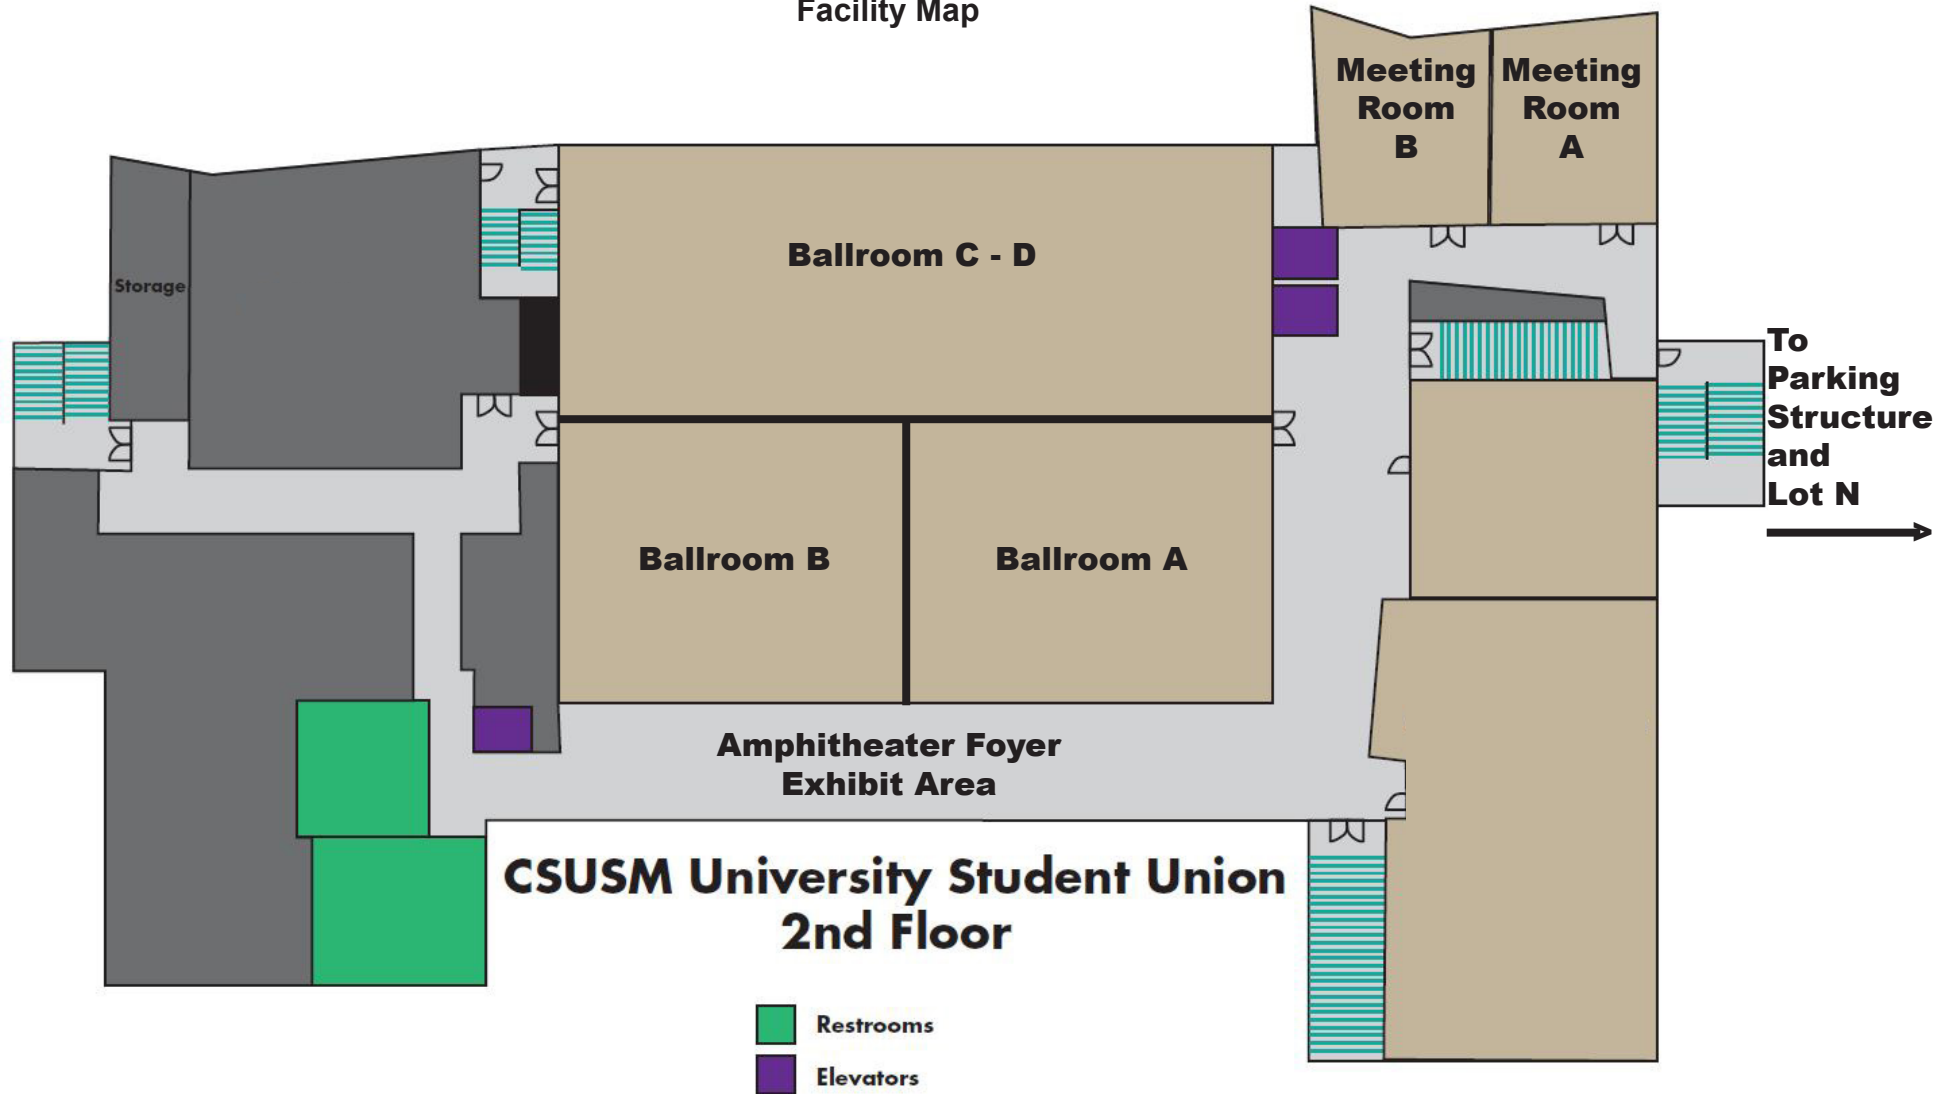 Facility Map
Meeting
Room
B
Meeting
Room
A
Storage
Ballroom C - D
To
Parking
Structure
and
Lot N
Ballroom B
Ballroom A
Amphitheater Foyer
Exhibit Area
CSUSM University Student Union
2nd Floor
Restrooms
Elevators